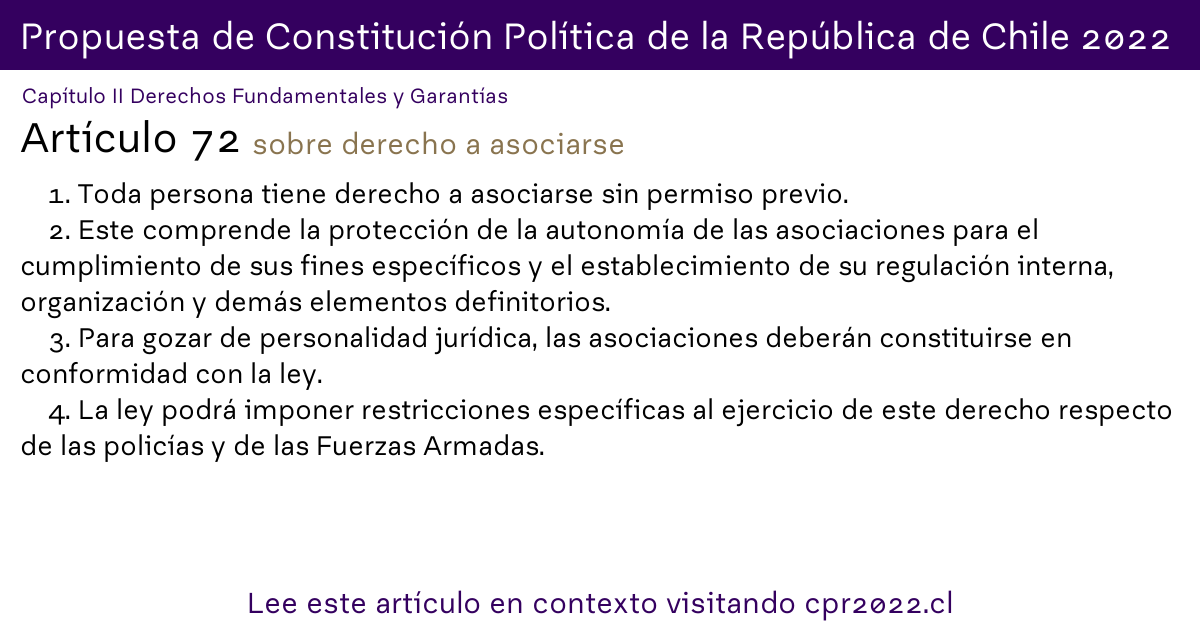 Propuesta de Constitución Política de la República de Chile 2022
Capítulo II Derechos Fundamentales y Garantías
Artículo 72 sobre derecho a asociarse
1. Toda persona tiene derecho a asociarse sin permiso previo.
2. Este comprende la protección de la autonomía de las asociaciones para el
cumplimiento de sus fines específicos y el establecimiento de su regulación interna,
organización y demás elementos definitorios.
3. Para gozar de personalidad jurídica, las asociaciones deberán constituirse en
conformidad con la ley.
4. La ley podrá imponer restricciones específicas al ejercicio de este derecho respecto
de las policías y de las Fuerzas Armadas.
Lee este artículo en contexto visitando cpr2022.cl